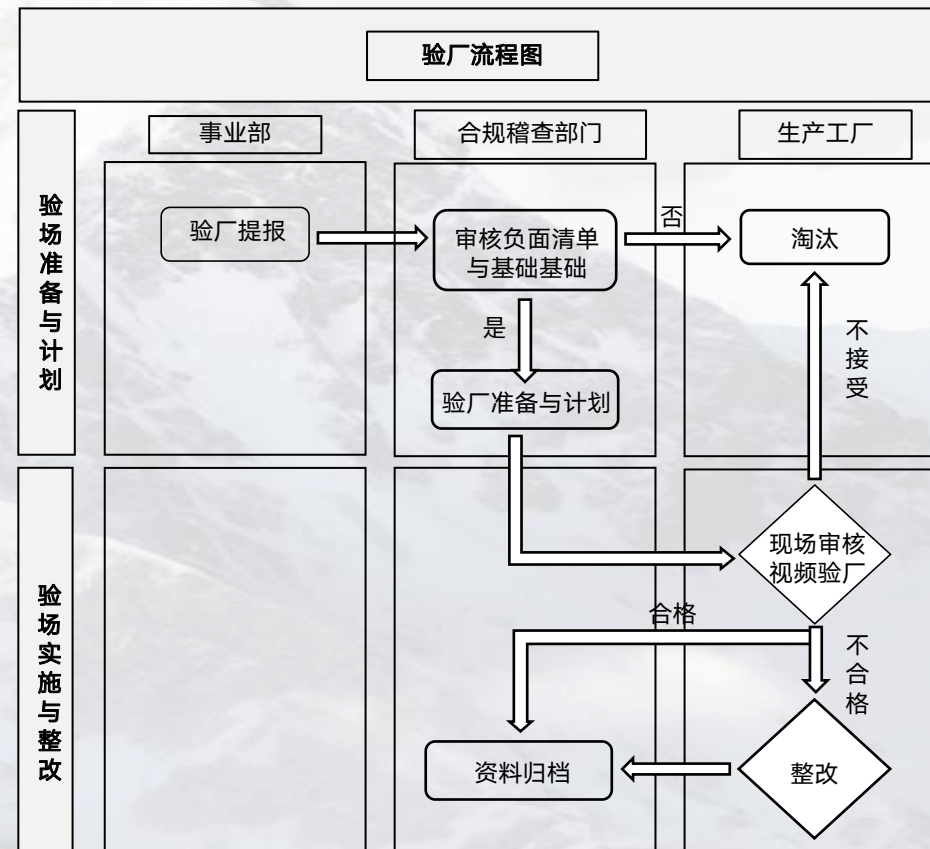 验厂流程图
事业部
合规稽查部门
生产工厂
验场准备与计划
验厂提报
审核负面清单
与基础基础
否
淘汰
是
不接受
验厂准备与计划
验场实施与整改
现场审核
视频验厂
合格
不合格
资料归档
整改